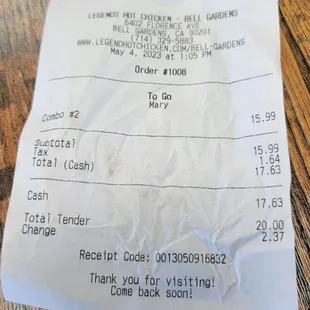 LEGENDS HOT CHICKEN - BELL GARDENS
6402 FLORENCE AVE
BELL GARDENS, CA 90201
(714) 329-5883
WWW.LEGENDHOTCHICKEN.COM/BELL-GARDENS
May 4, 2023 at 1:05 PM
Order #1008
To Go
Mary
Combo #2 15.99
Subtotal 15.99
Tax 1.64
Total (Cash) 17.63
Cash 17.63
Total Tender 20.00
Change 2.37
Receipt Code: 0013050916832
Thank you for visiting!
Come back soon!